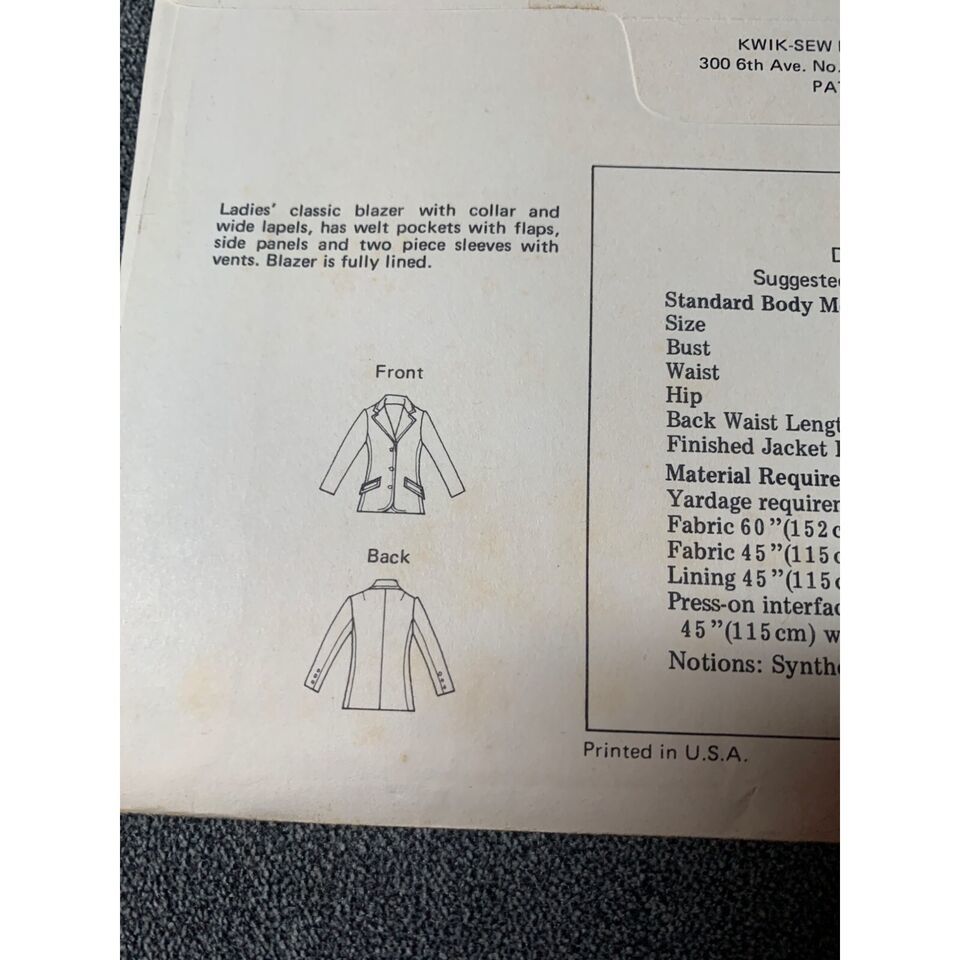 KWIK-SEW
300 6th Ave. No.
Ladies' classic blazer with collar and
wide lapels, has welt pockets with flaps,
side panels and two piece sleeves with
vents. Blazer is fully lined.
Front
Back
Suggested
Standard Body
Size
Bust
Waist
Hip
Back Waist
Finished Jacket
Material
Yardage
Fabric 60"(152
Fabric 45"(115
Lining 45"(115
Press-on
45"(115cm)
Notions:
Printed in U.S.A.